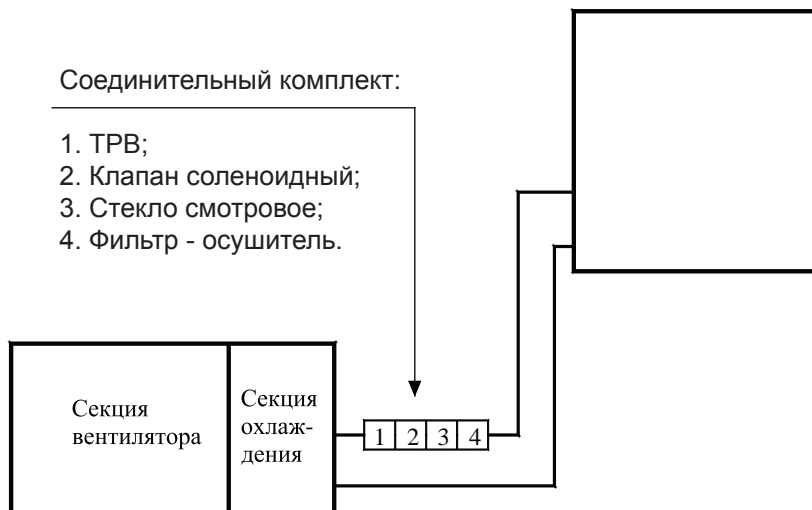 Соединительный комплект:
1. ТРВ;
2. Клапан соленоидный;
3. Стекло смотровое;
4. Фильтр - осушитель.
Секция
вентилятора
Секция
охлаж-
дения
1 2 3 4